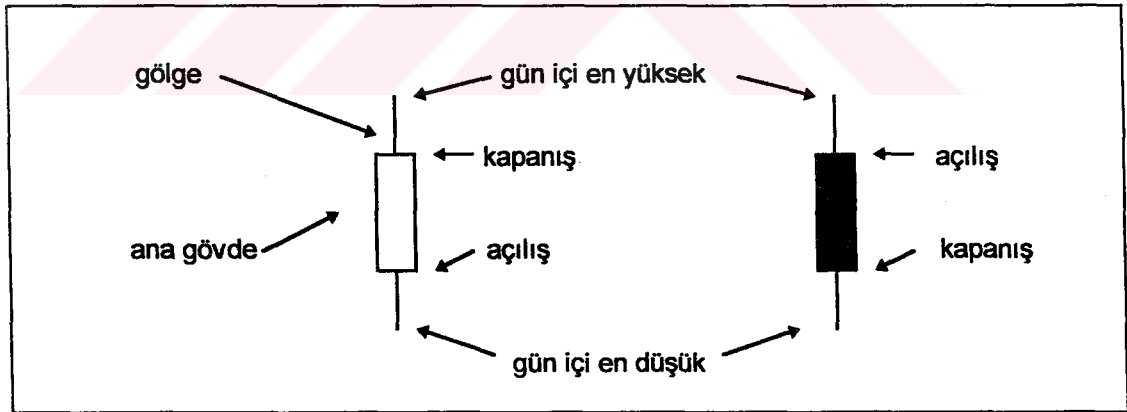 gölge
gün içi en yüksek
kapanış
açılış
ana gövde
açılış
kapanış
gün içi en düşük